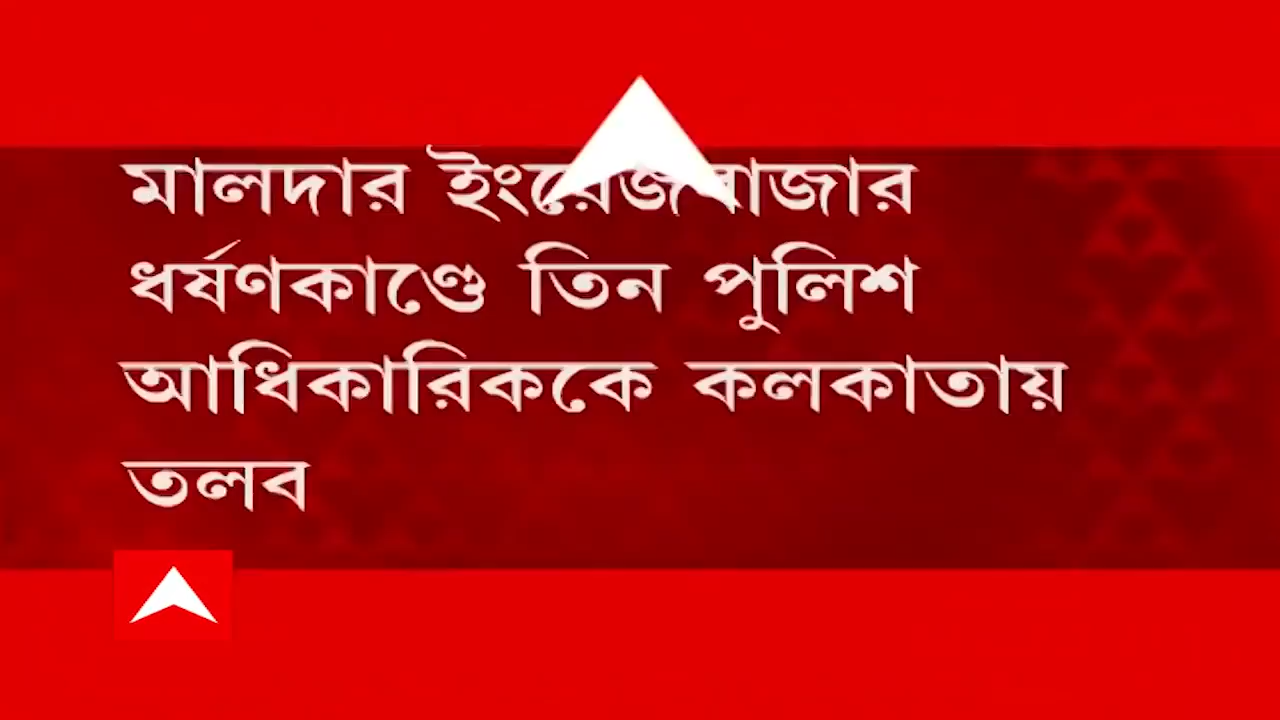 মালদার ইংরেজবাজার
ধর্ষণকাণ্ডে তিন পুলিশ
আধিকারিককে কলকাতায়
তলব